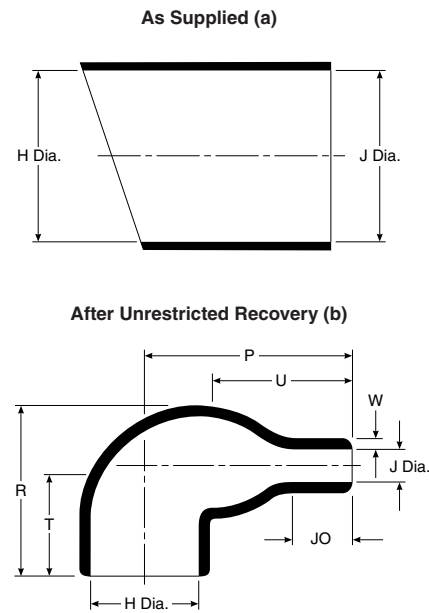 As Supplied (a)
H Dia.
J Dia.
After Unrestricted Recovery (b)
P
U
W
J Dia.
R
T
JO
H Dia.